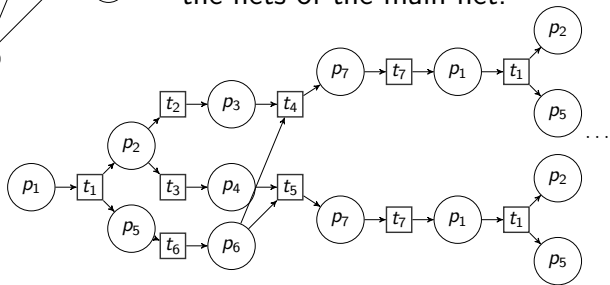 the nets of the main net.
p2
p7 t7 p1 t1
t2 p3 t4
p5
p2
...
p1 t1 t3 p4 t5
p2
p5
p7 t7 p1 t1
t6 p6
p5